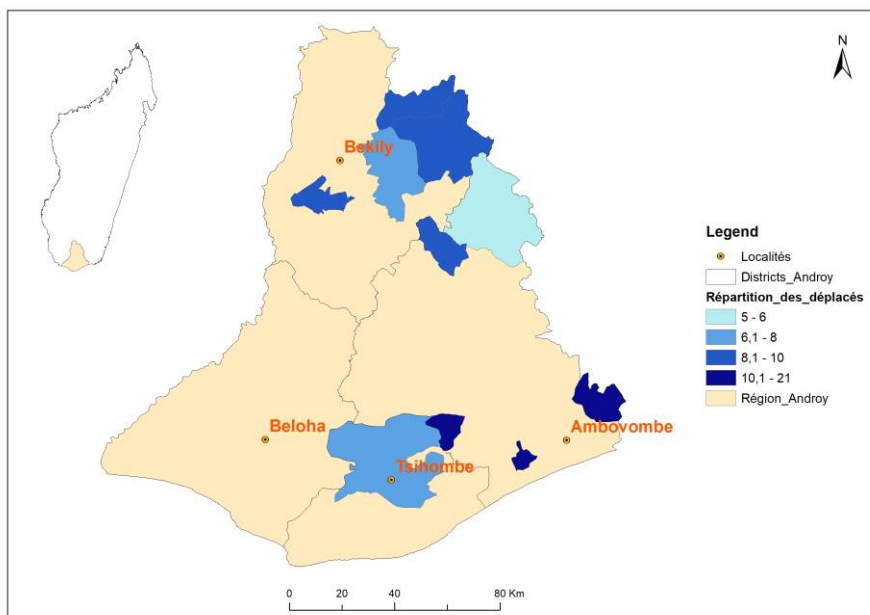 N
Bekily
Beloha
Tsihombe
Ambovombe
Legend
Localités
Districts_Androy
Répartition_des_déplacés
5 - 6
6,1 - 8
8,1 - 10
10,1 - 21
Région_Androy
0 20 40 80 Km